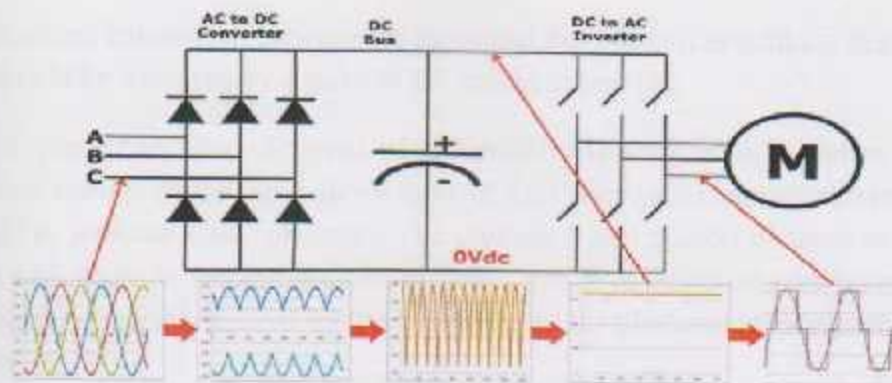 AC to DC
Converter
DC
Bus
DC to AC
Inverter
A
B
C
+
-
M
0Vdc